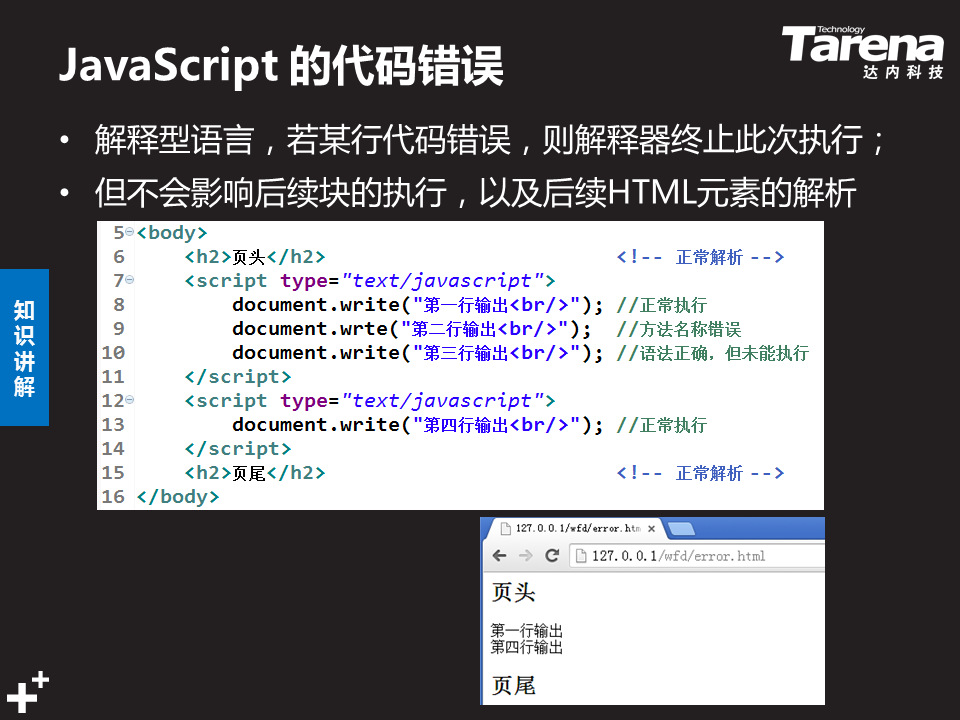 JavaScript 的代码错误
Technology
Tarena
达内科技
• 解释型语言，若某行代码错误，则解释器终止此次执行；
• 但不会影响后续块的执行，以及后续HTML元素的解析
知识讲解
5 <body>
6 <h2>页头</h2> <!-- 正常解析 -->
7 <script type="text/javascript">
8 document.write("第一行输出<br/>"); //正常执行
9 document.wrte("第二行输出<br/>"); //方法名称错误
10 document.write("第三行输出<br/>"); //语法正确，但未能执行
11 </script>
12 <script type="text/javascript">
13 document.write("第四行输出<br/>"); //正常执行
14 </script>
15 <h2>页尾</h2> <!-- 正常解析 -->
16 </body>
127.0.0.1/wfd/error.htm
127.0.0.1/wfd/error.html
页头
第一行输出
第四行输出
页尾